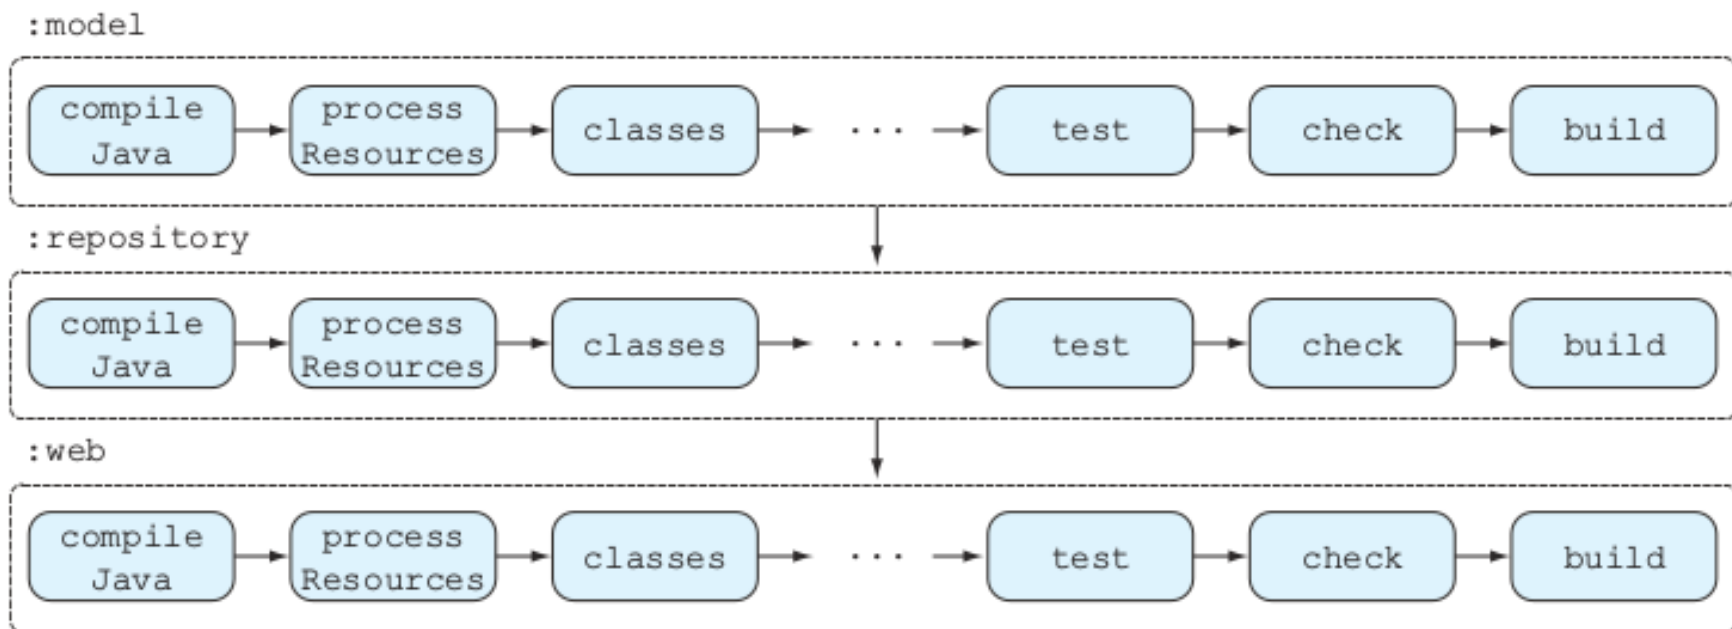 :model
compile
Java
process
Resources
classes
...
test
check
build
:repository
compile
Java
process
Resources
classes
...
test
check
build
:web
compile
Java
process
Resources
classes
...
test
check
build